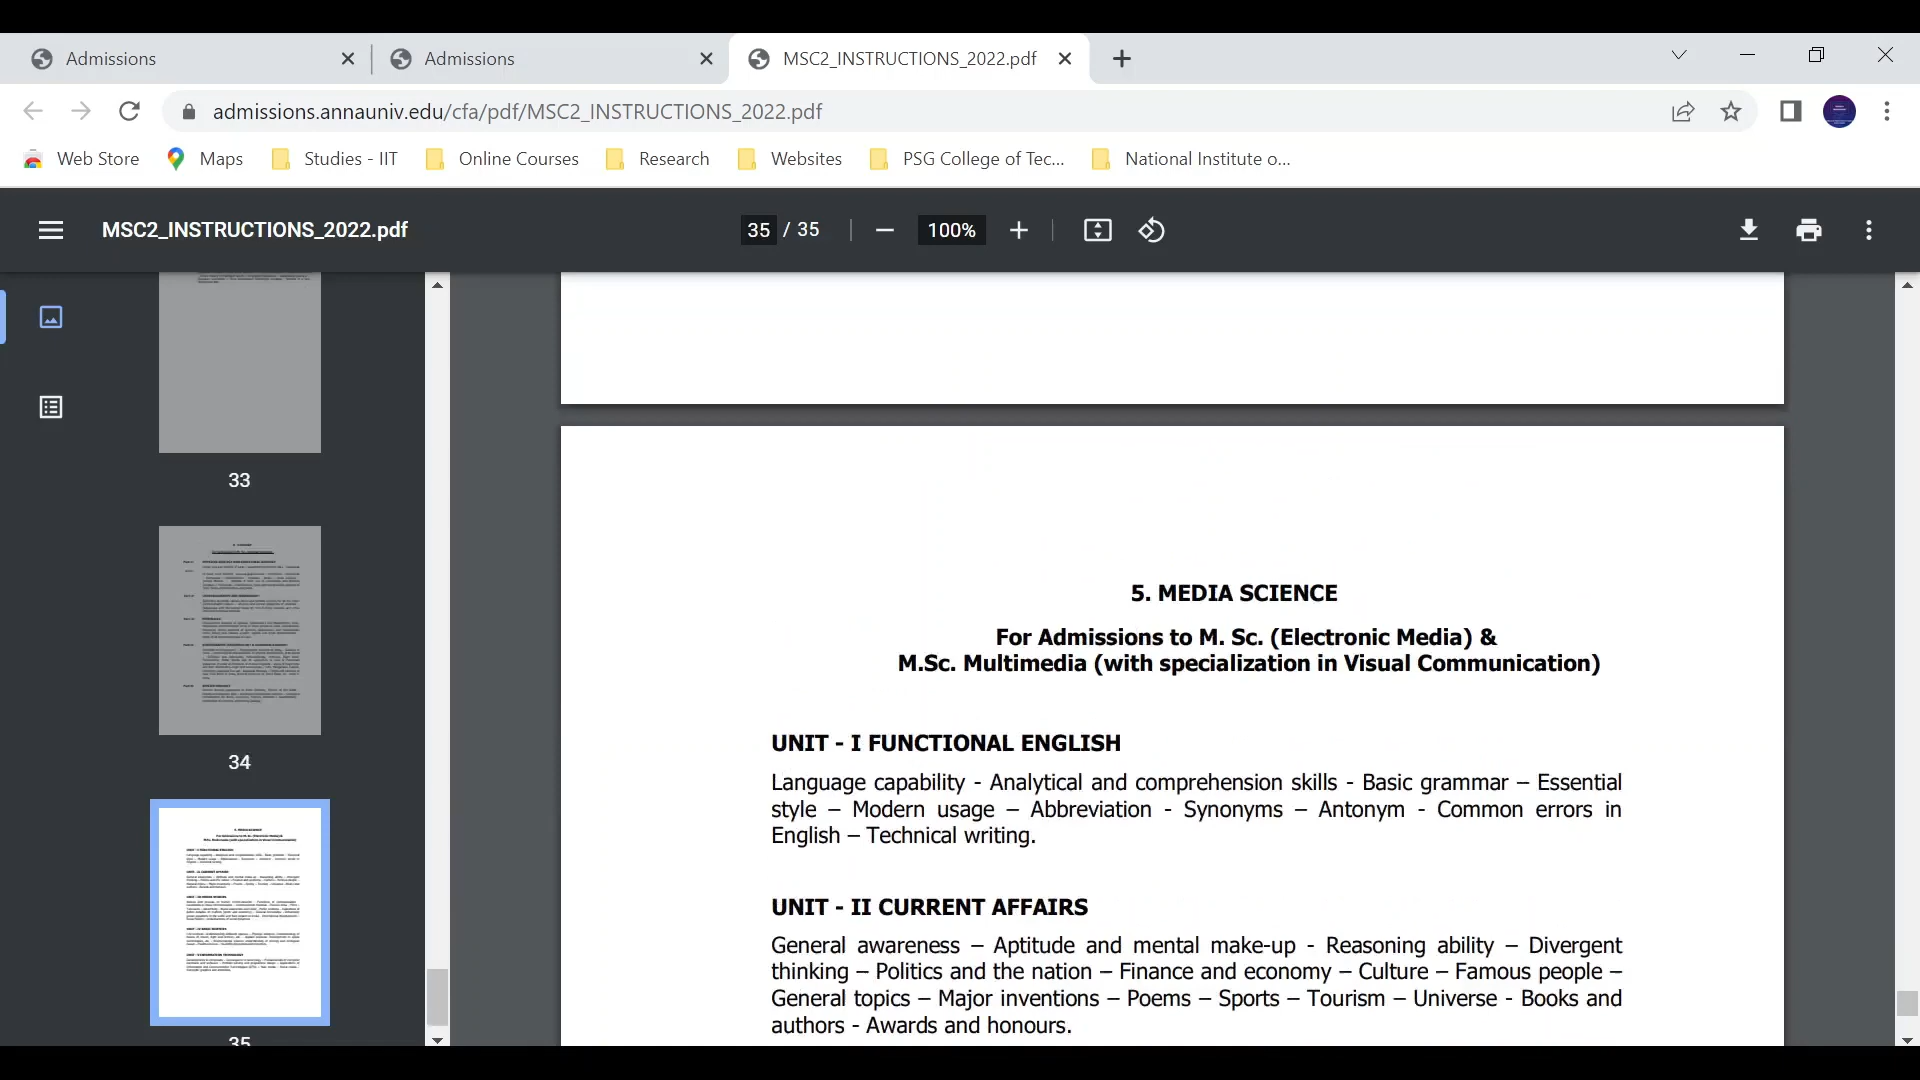 Admissions
Admissions
MSC2_INSTRUCTIONS_2022.pdf
admissions.annauniv.edu/cfa/pdf/MSC2_INSTRUCTIONS_2022.pdf
Web Store
Maps
Studies - IIT
Online Courses
Research
Websites
PSG College of Tec...
National Institute o...
MSC2_INSTRUCTIONS_2022.pdf
35 / 35
100%
33
34
35
5. MEDIA SCIENCE
For Admissions to M. Sc. (Electronic Media) &
M.Sc. Multimedia (with specialization in Visual Communication)
UNIT - I FUNCTIONAL ENGLISH
Language capability - Analytical and comprehension skills - Basic grammar – Essential
style – Modern usage – Abbreviation - Synonyms – Antonym - Common errors in
English – Technical writing.
UNIT - II CURRENT AFFAIRS
General awareness – Aptitude and mental make-up - Reasoning ability – Divergent
thinking – Politics and the nation – Finance and economy – Culture – Famous people –
General topics – Major inventions – Poems – Sports – Tourism – Universe - Books and
authors - Awards and honours.